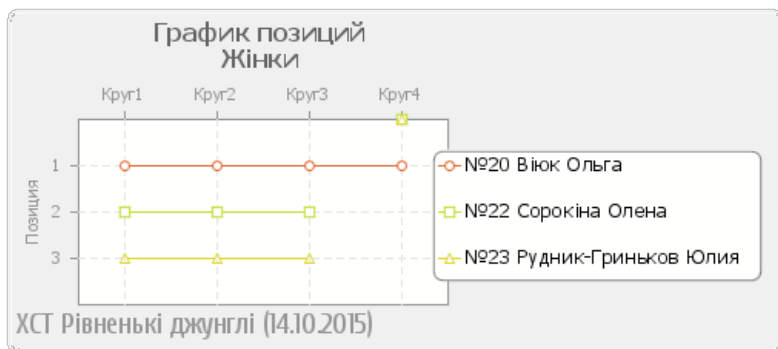 График позиций
Жінки
Круг1 Круг2 Круг3 Круг4
Позиция
1
2
3
№20 Віюк Ольга
№22 Сорокіна Олена
№23 Рудник-Гриньков Юлия
ХСТ Рівненькі джунглі (14.10.2015)